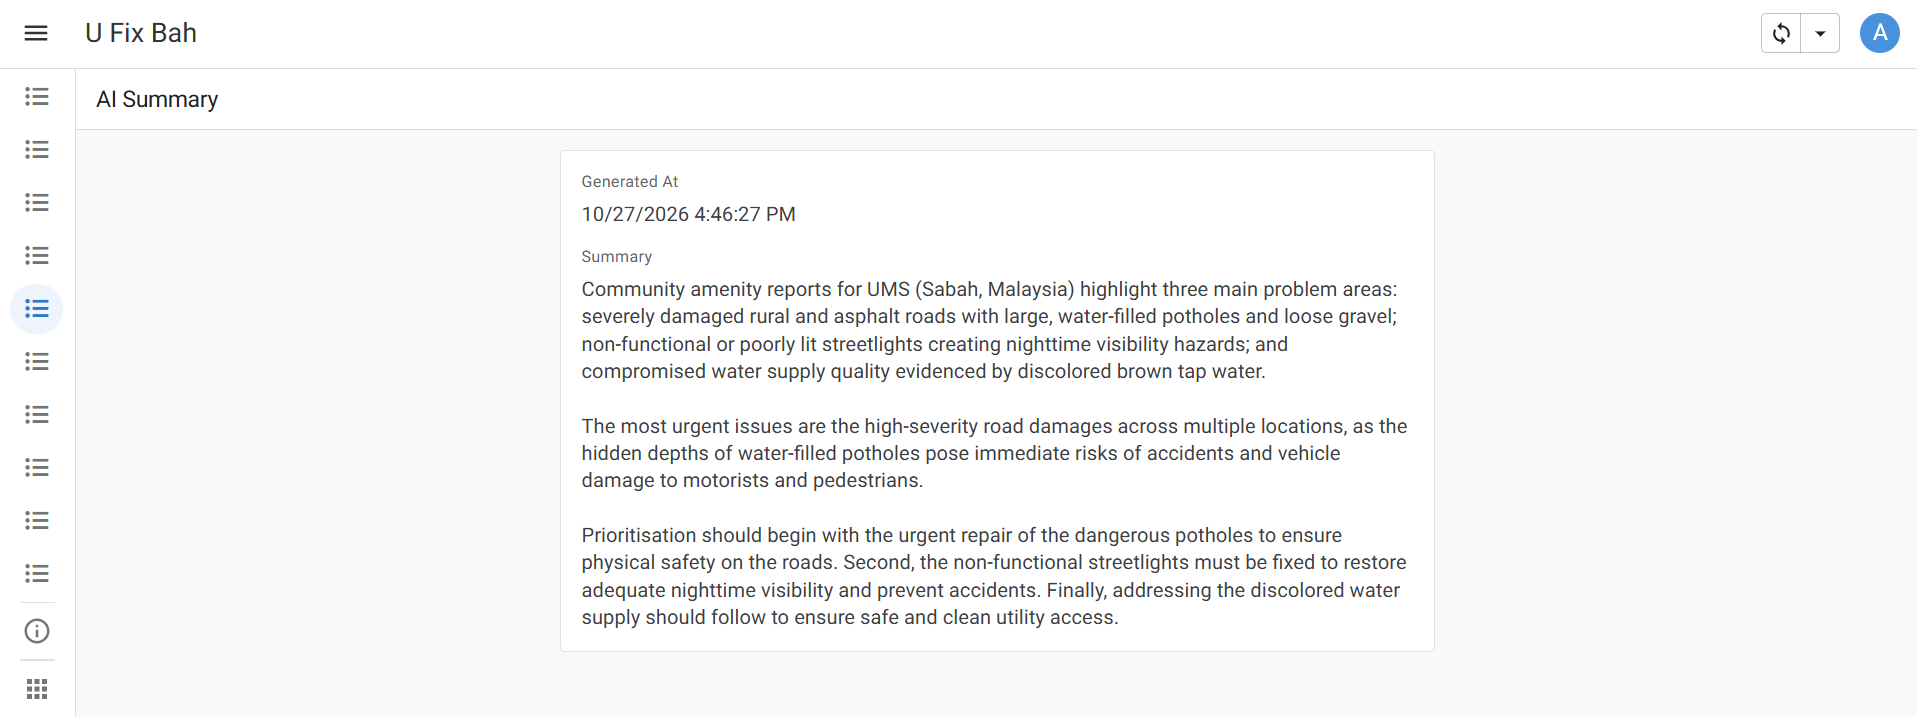 U Fix Bah
A
AI Summary
Generated At
10/27/2026 4:46:27 PM
Summary
Community amenity reports for UMS (Sabah, Malaysia) highlight three main problem areas:
severely damaged rural and asphalt roads with large, water-filled potholes and loose gravel;
non-functional or poorly lit streetlights creating nighttime visibility hazards; and
compromised water supply quality evidenced by discolored brown tap water.
The most urgent issues are the high-severity road damages across multiple locations, as the
hidden depths of water-filled potholes pose immediate risks of accidents and vehicle
damage to motorists and pedestrians.
Prioritisation should begin with the urgent repair of the dangerous potholes to ensure
physical safety on the roads. Second, the non-functional streetlights must be fixed to restore
adequate nighttime visibility and prevent accidents. Finally, addressing the discolored water
supply should follow to ensure safe and clean utility access.